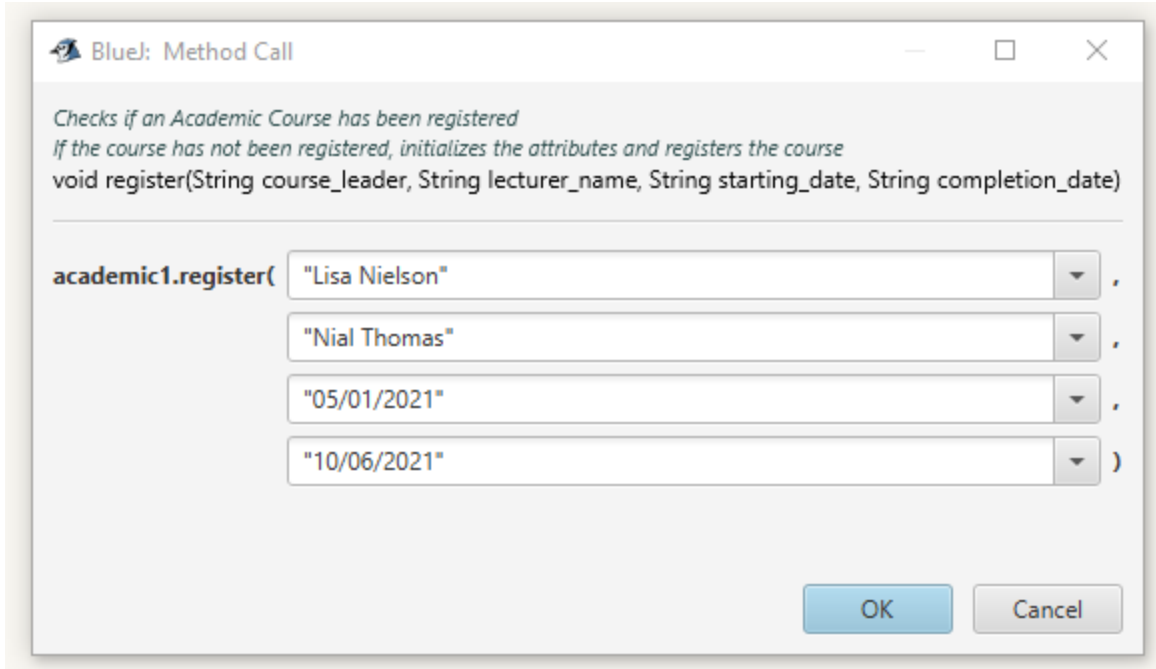 BlueJ: Method Call
Checks if an Academic Course has been registered
If the course has not been registered, initializes the attributes and registers the course
void register(String course_leader, String lecturer_name, String starting_date, String completion_date)
academic1.register( "Lisa Nielson" ,
"Nial Thomas" ,
"05/01/2021" ,
"10/06/2021" )
OK Cancel